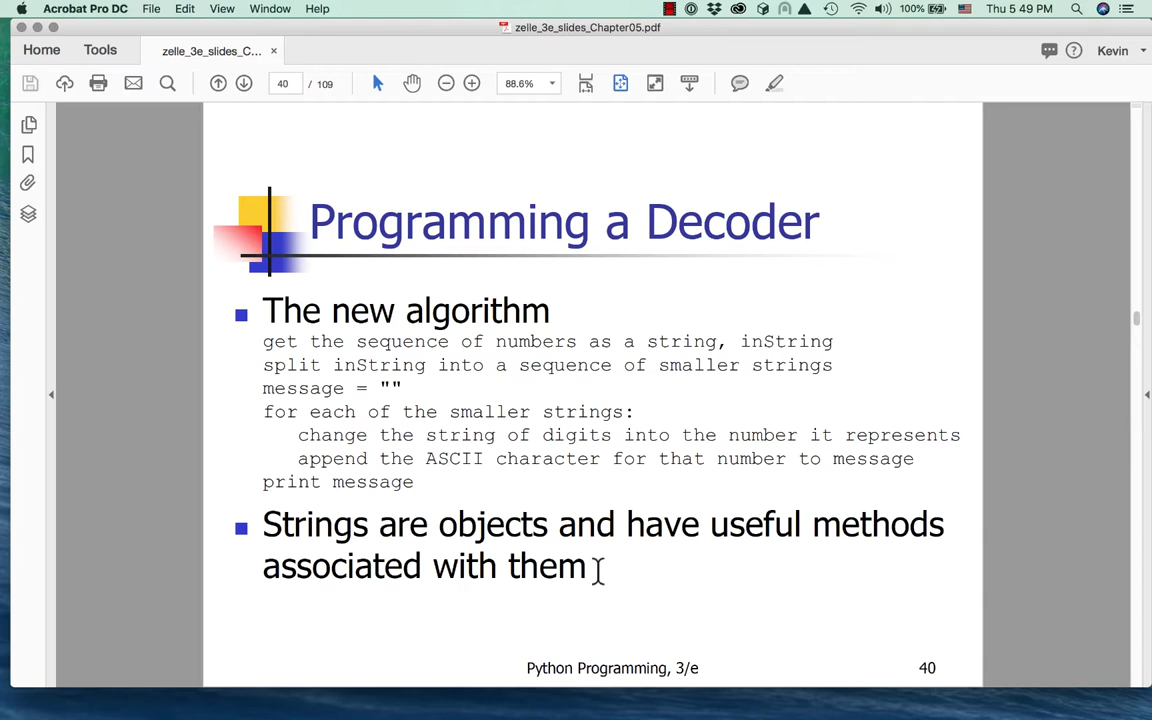 Acrobat Pro DC File Edit View Window Help 100% Thu 5:49 PM
zelle_3e_slides_Chapter05.pdf
Home Tools zelle_3e_slides_C... × Kevin
40 / 109 88.6%
Programming a Decoder
The new algorithm
get the sequence of numbers as a string, inString
split inString into a sequence of smaller strings
message = ""
for each of the smaller strings:
change the string of digits into the number it represents
append the ASCII character for that number to message
print message
Strings are objects and have useful methods
associated with them
Python Programming, 3/e 40